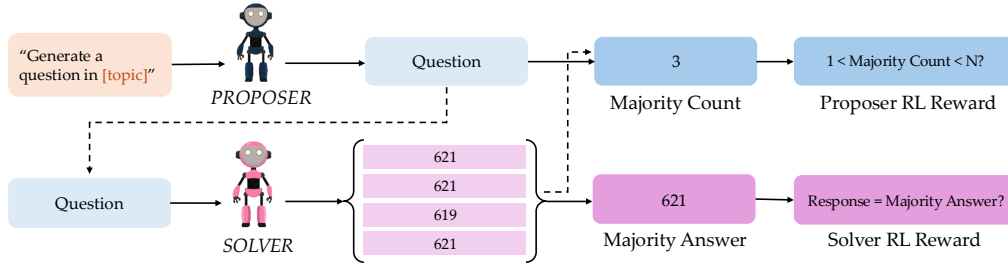 “Generate a
question in [topic]”
PROPOSER
Question
3
Majority Count
1 < Majority Count < N?
Proposer RL Reward
Question
SOLVER
621
621
619
621
621
Majority Answer
Response = Majority Answer?
Solver RL Reward